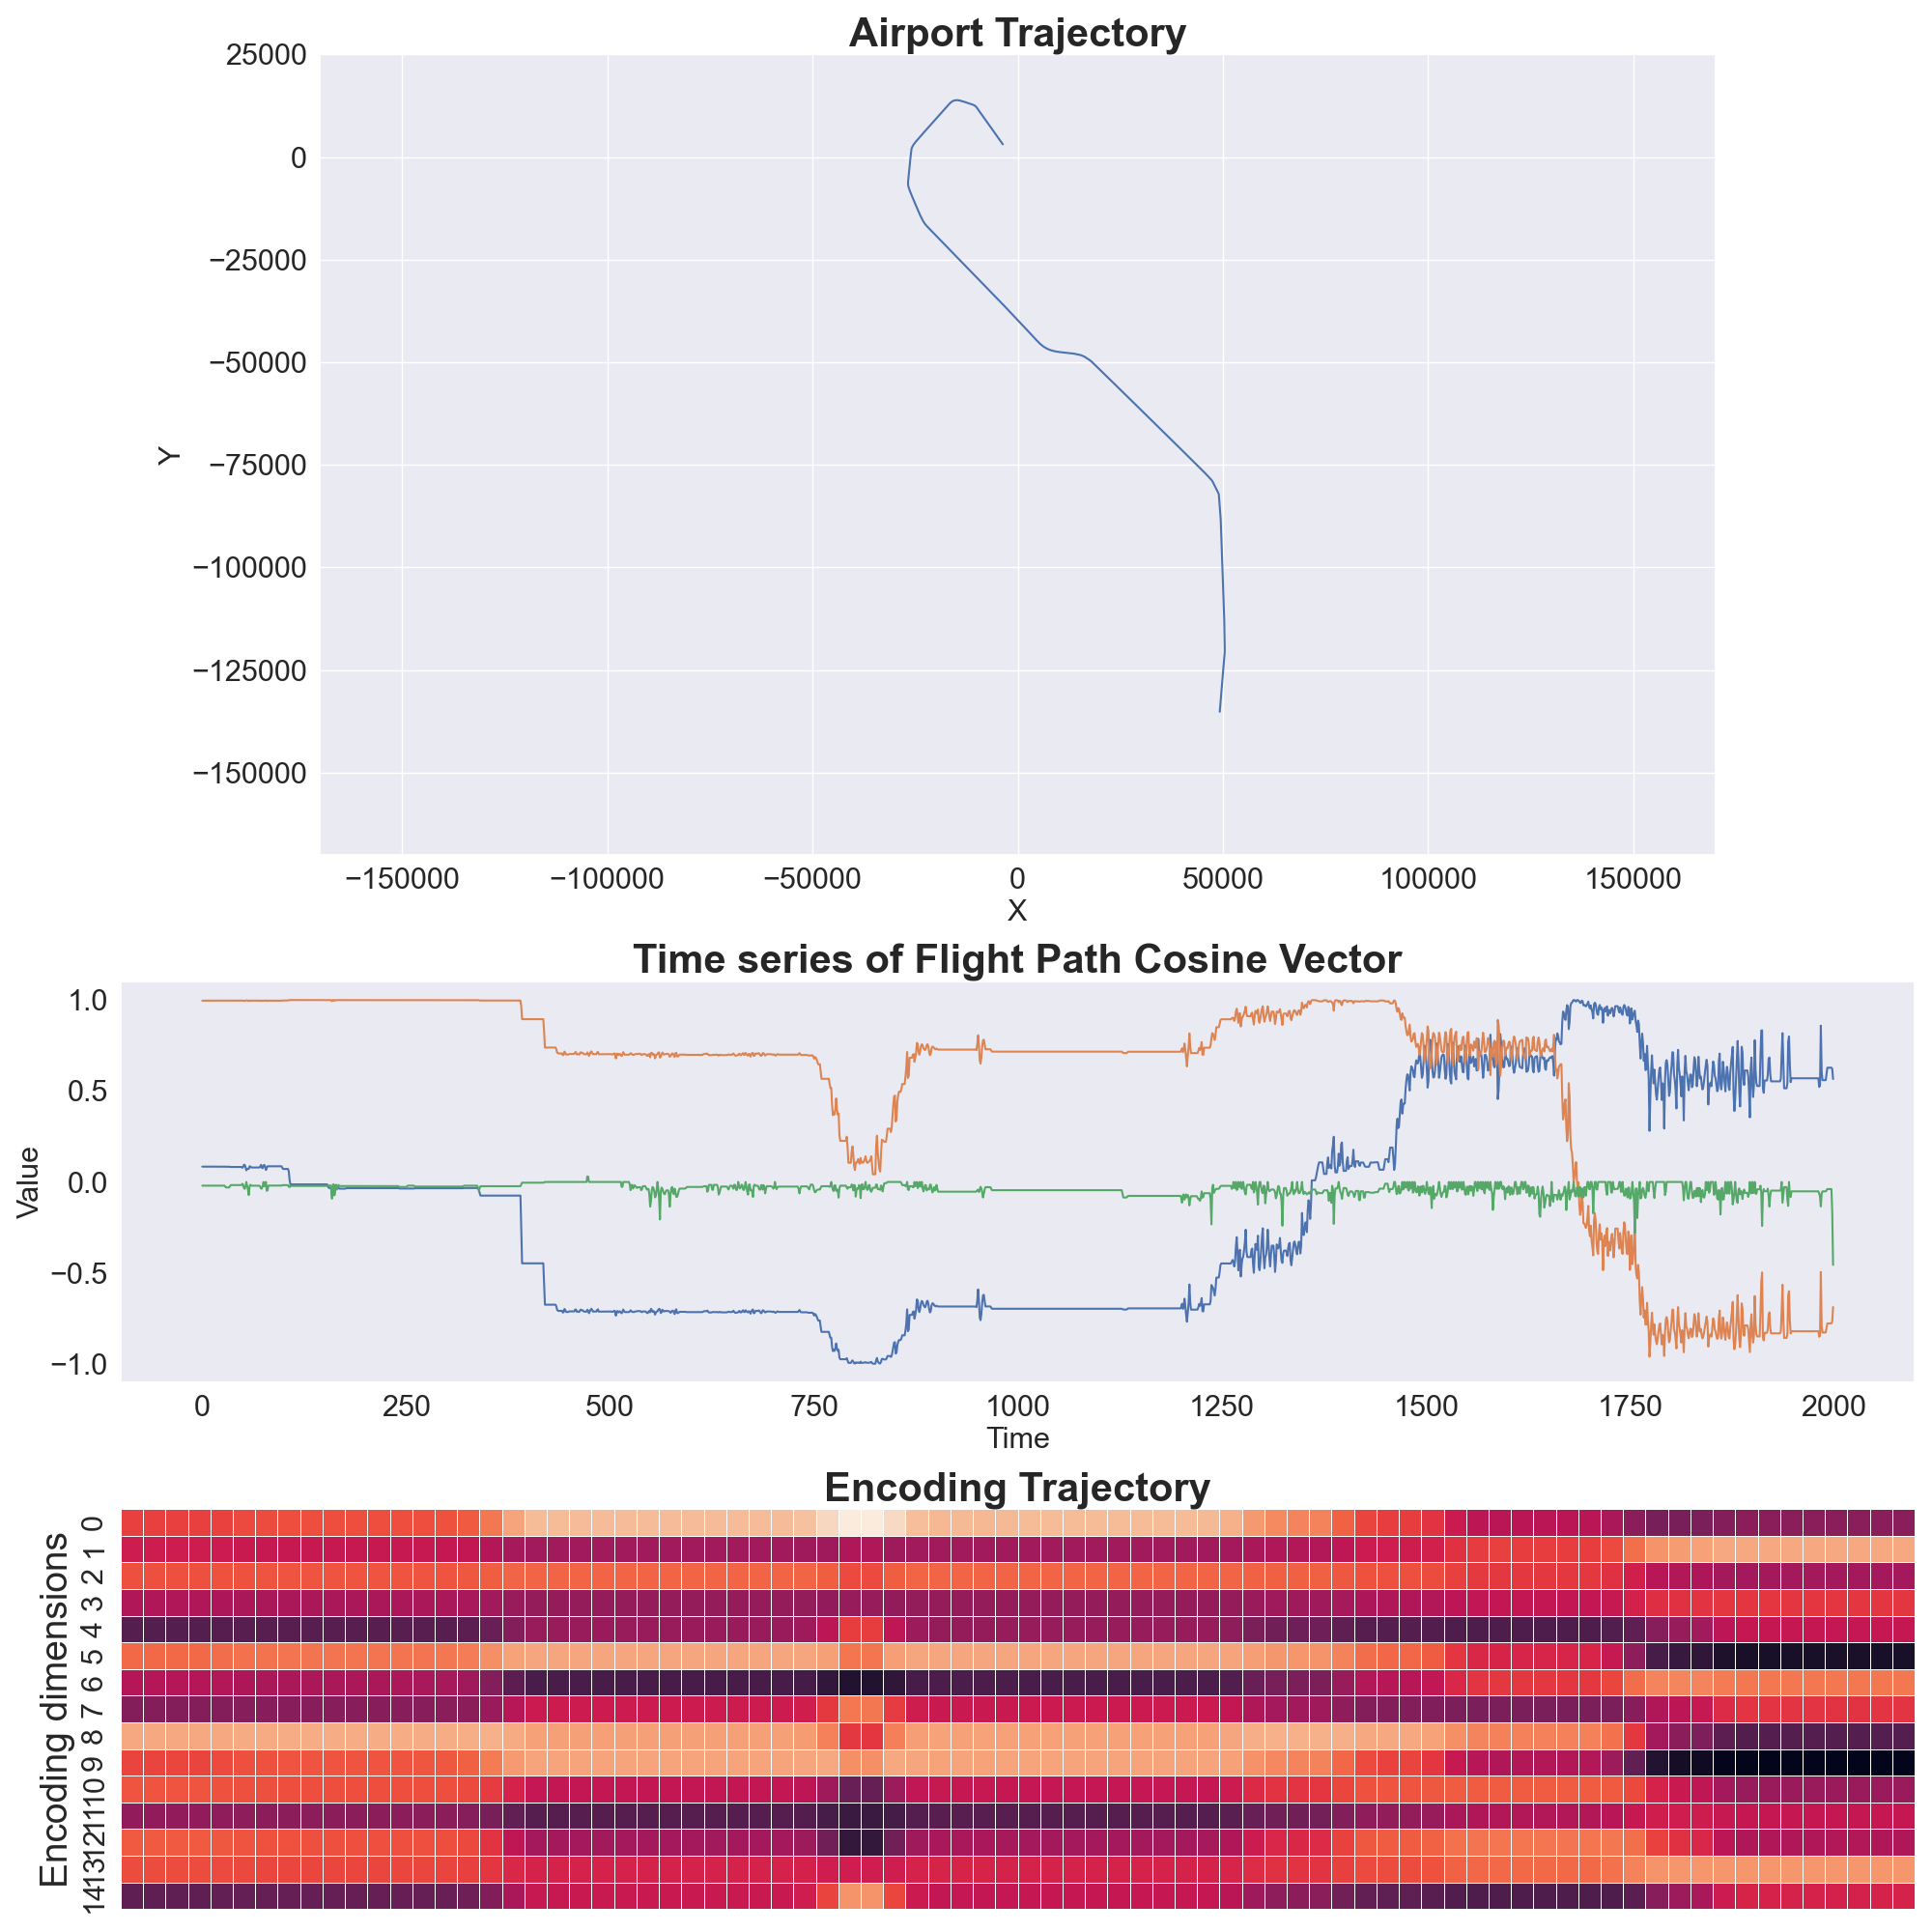 Airport Trajectory
25000
0
−25000
−50000
−75000
−100000
−125000
−150000
Y
−150000 −100000 −50000 0 50000 100000 150000
X
Time series of Flight Path Cosine Vector
1.0
0.5
0.0
−0.5
−1.0
Value
0 250 500 750 1000 1250 1500 1750 2000
Time
Encoding Trajectory
Encoding dimensions
0
1
2
3
4
5
6
7
8
9
10
11
12
13
14